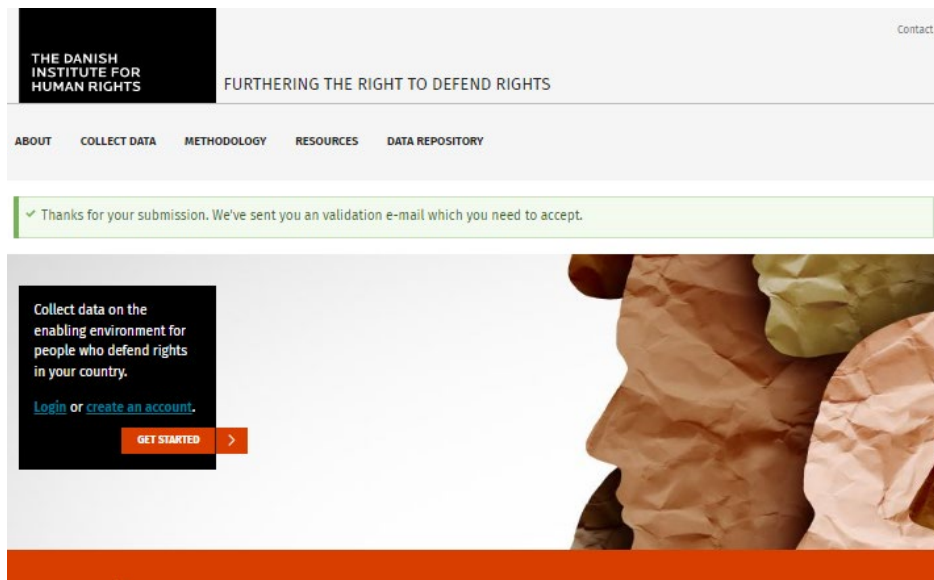 Contact
THE DANISH
INSTITUTE FOR
HUMAN RIGHTS
FURTHERING THE RIGHT TO DEFEND RIGHTS
ABOUT COLLECT DATA METHODOLOGY RESOURCES DATA REPOSITORY
Thanks for your submission. We've sent you an validation e-mail which you need to accept.
Collect data on the
enabling environment for
people who defend rights
in your country.
Login or create an account.
GET STARTED